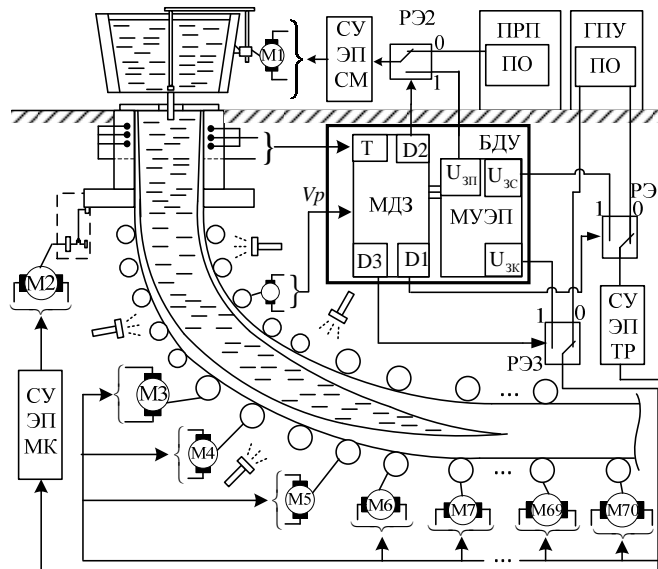 СУ
ЭП
СМ
РЭ2
0
1
ПРП
ПО
ГПУ
ПО
М1
БДУ
T
D2
МДЗ
D3
D1
UЗП
UЗС
МУЭП
UЗК
Vp
РЭ
1
0
СУ
ЭП
ТР
1
0
РЭ3
М2
СУ
ЭП
МК
М3
М4
М5
М6
М7
М69
М70
...
...
...